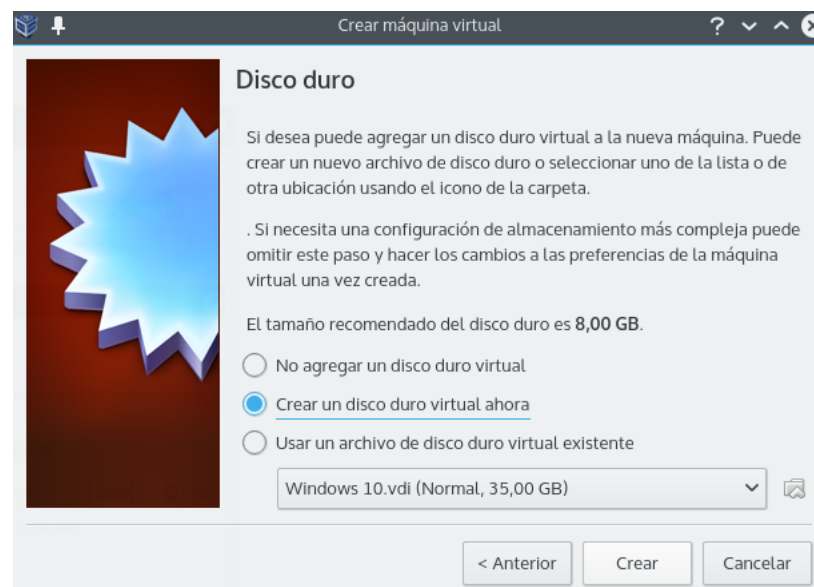 Crear máquina virtual
Disco duro
Si desea puede agregar un disco duro virtual a la nueva máquina. Puede
crear un nuevo archivo de disco duro o seleccionar uno de la lista o de
otra ubicación usando el icono de la carpeta.
. Si necesita una configuración de almacenamiento más compleja puede
omitir este paso y hacer los cambios a las preferencias de la máquina
virtual una vez creada.
El tamaño recomendado del disco duro es 8,00 GB.
No agregar un disco duro virtual
Crear un disco duro virtual ahora
Usar un archivo de disco duro virtual existente
Windows 10.vdi (Normal, 35,00 GB)
< Anterior Crear Cancelar